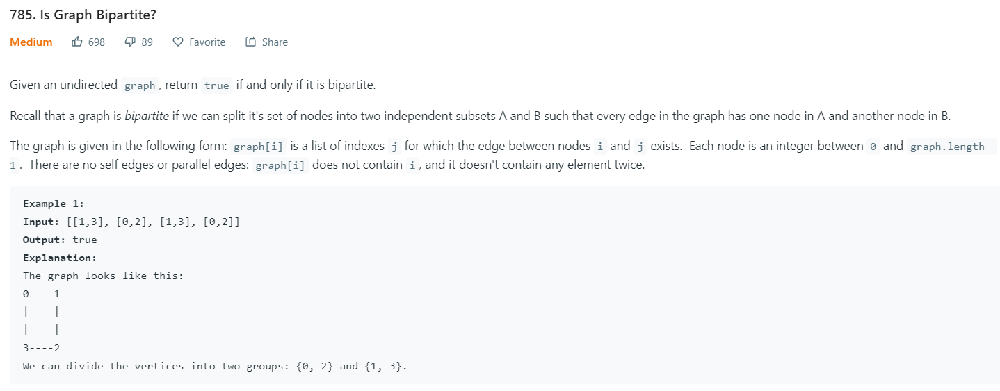 785. Is Graph Bipartite?
Medium 698 89 Favorite Share
Given an undirected graph , return true if and only if it is bipartite.
Recall that a graph is bipartite if we can split it's set of nodes into two independent subsets A and B such that every edge in the graph has one node in A and another node in B.
The graph is given in the following form: graph[i] is a list of indexes j for which the edge between nodes i and j exists. Each node is an integer between 0 and graph.length -
1 . There are no self edges or parallel edges: graph[i] does not contain i , and it doesn't contain any element twice.
Example 1:
Input: [[1,3], [0,2], [1,3], [0,2]]
Output: true
Explanation:
The graph looks like this:
0----1
|    |
|    |
3----2
We can divide the vertices into two groups: {0, 2} and {1, 3}.